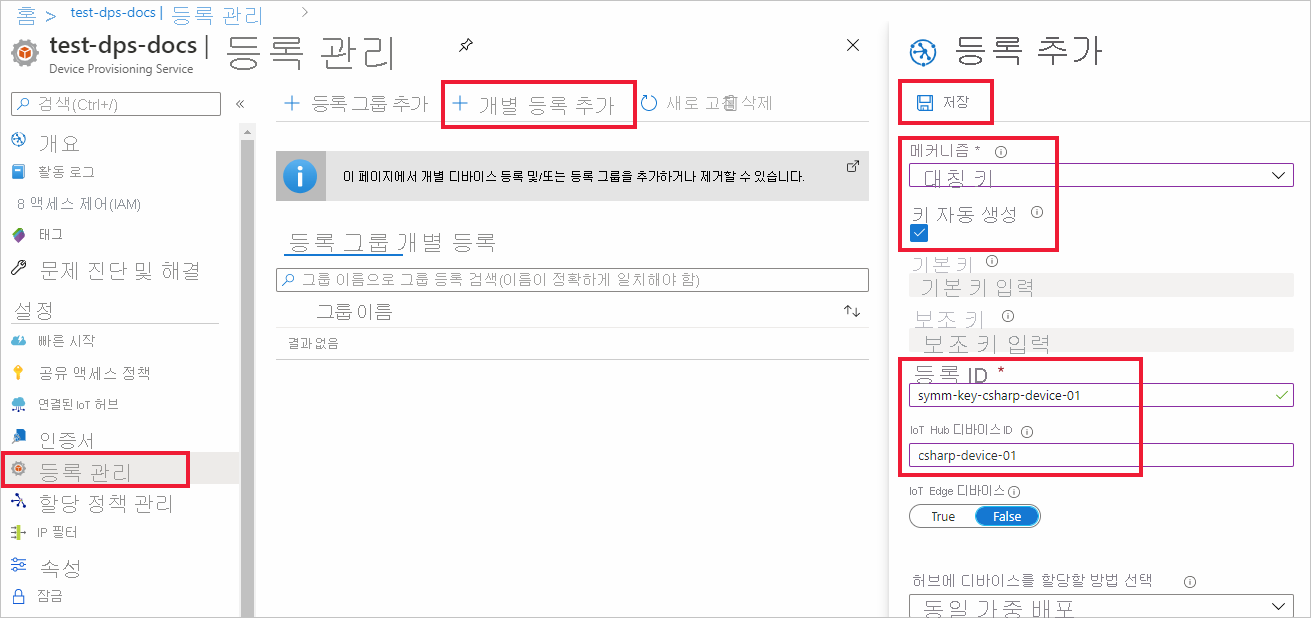 홈 > test-dps-docs | 등록 관리 >
test-dps-docs | 등록 관리
Device Provisioning Service
검색(Ctrl+/) «
개요
활동 로그
8 액세스 제어(IAM)
태그
문제 진단 및 해결
설정
빠른 시작
공유 액세스 정책
연결된 IoT 허브
인증서
등록 관리
할당 정책 관리
IP 필터
속성
잠금
+ 등록 그룹 추가 + 개별 등록 추가 새로 고 삭제
이 페이지에서 개별 디바이스 등록 및/또는 등록 그룹을 추가하거나 제거할 수 있습니다.
등록 그룹 개별 등록
그룹 이름으로 그룹 등록 검색(이름이 정확하게 일치해야 함)
그룹 이름
결과 없음
등록 추가
저장
메커니즘 *
대칭 키
키 자동 생성
기본 키
기본 키 입력
보조 키
보조 키 입력
등록 ID *
symm-key-csharp-device-01
IoT Hub 디바이스 ID
csharp-device-01
IoT Edge 디바이스
True False
허브에 디바이스를 할당할 방법 선택
동일 가중 배포